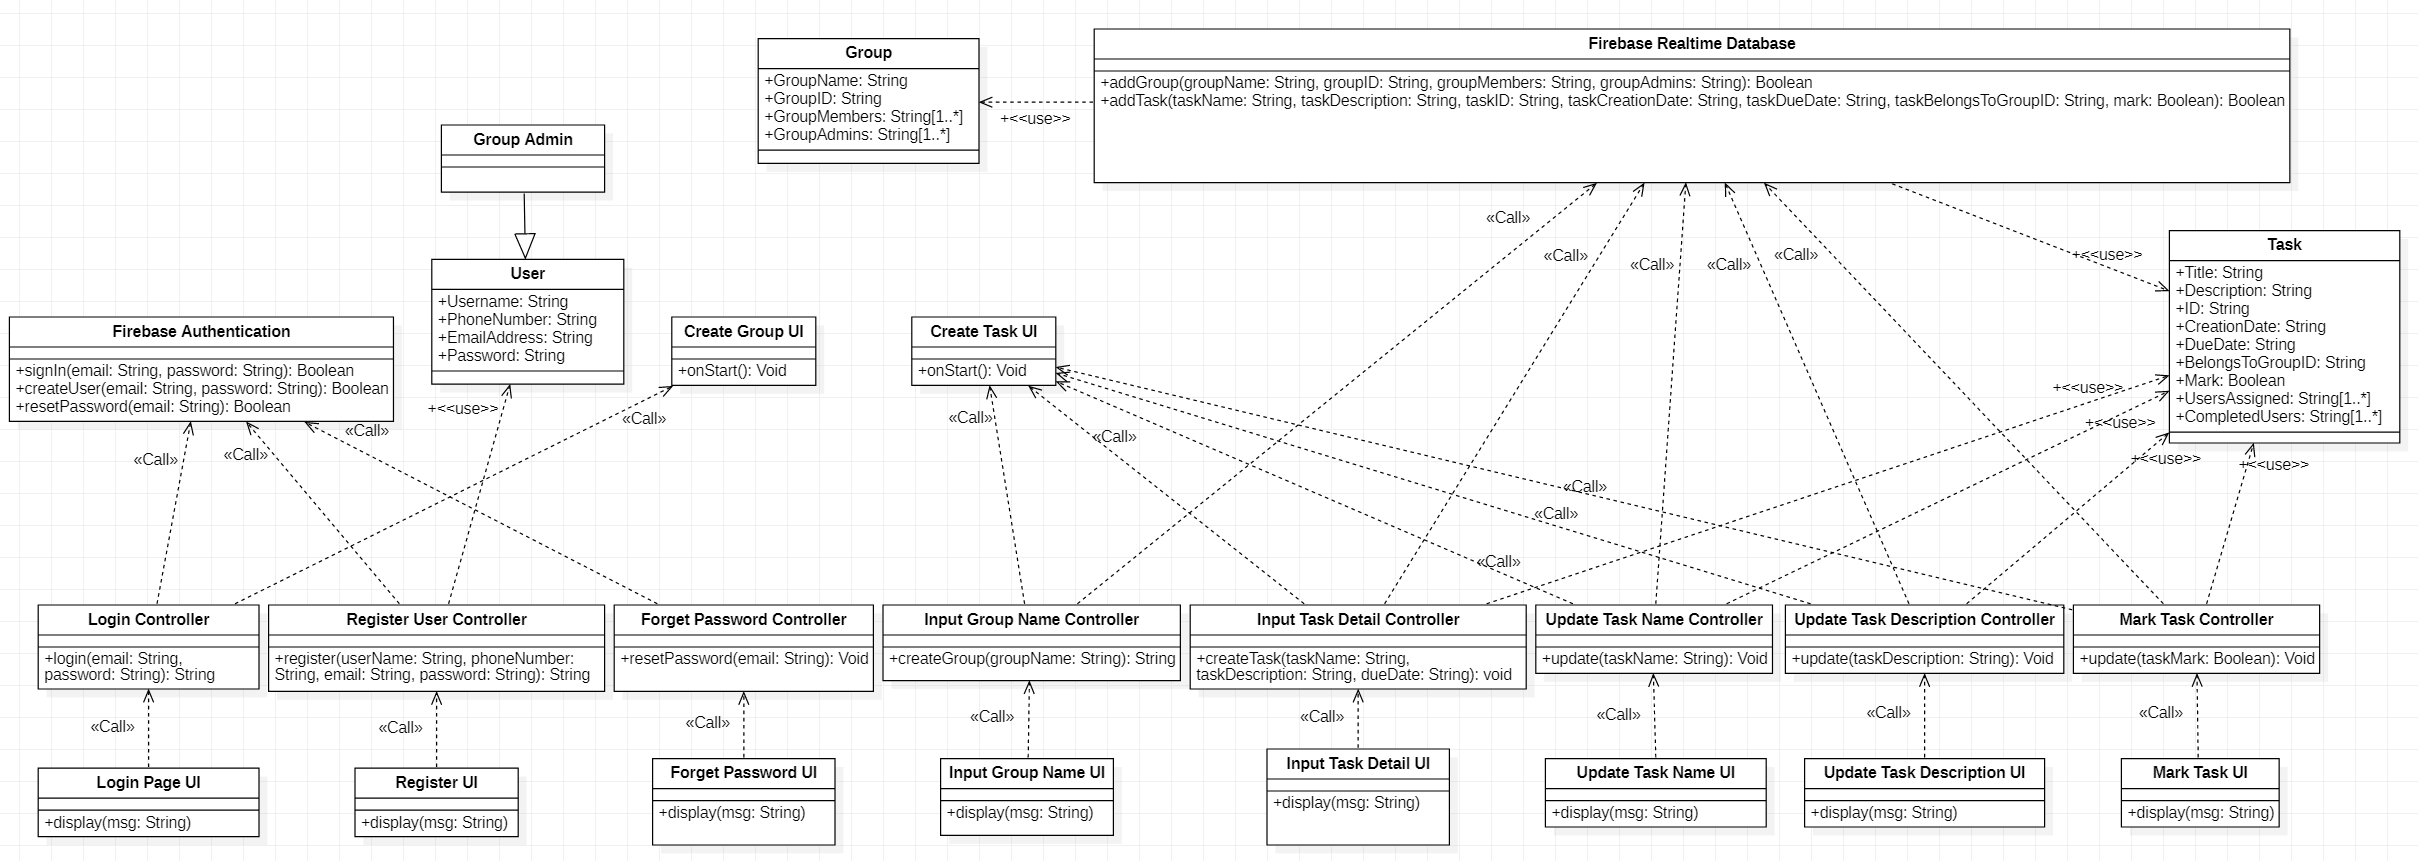 Group
+GroupName: String
+GroupID: String
+GroupMembers: String[1..*]
+GroupAdmins: String[1..*]
Firebase Realtime Database
+addGroup(groupName: String, groupID: String, groupMembers: String, groupAdmins: String): Boolean
+addTask(taskName: String, taskDescription: String, taskID: String, taskCreationDate: String, taskDueDate: String, taskBelongsToGroupID: String, mark: Boolean): Boolean
+<<use>>
Group Admin
User
+Username: String
+PhoneNumber: String
+EmailAddress: String
+Password: String
«Call»
«Call»
«Call»
«Call»
«Call»
+<<use>>
Task
+Title: String
+Description: String
+ID: String
+CreationDate: String
+DueDate: String
+BelongsToGroupID: String
+Mark: Boolean
+UsersAssigned: String[1..*]
+CompletedUsers: String[1..*]
Firebase Authentication
+signIn(email: String, password: String): Boolean
+createUser(email: String, password: String): Boolean
+resetPassword(email: String): Boolean
Create Group UI
+onStart(): Void
Create Task UI
+onStart(): Void
+<<use>>
+<<use>>
+<<use>>
+<<use>>
+<<use>>
«Call»
«Call»
«Call»
«Call»
«Call»
«Call»
«Call»
«Call»
«Call»
Login Controller
+login(email: String,
password: String): String
Register User Controller
+register(userName: String, phoneNumber:
String, email: String, password: String): String
Forget Password Controller
+resetPassword(email: String): Void
Input Group Name Controller
+createGroup(groupName: String): String
Input Task Detail Controller
+createTask(taskName: String,
taskDescription: String, dueDate: String): void
Update Task Name Controller
+update(taskName: String): Void
Update Task Description Controller
+update(taskDescription: String): Void
Mark Task Controller
+update(taskMark: Boolean): Void
«Call»
«Call»
«Call»
«Call»
«Call»
«Call»
«Call»
«Call»
Login Page UI
+display(msg: String)
Register UI
+display(msg: String)
Forget Password UI
+display(msg: String)
Input Group Name UI
+display(msg: String)
Input Task Detail UI
+display(msg: String)
Update Task Name UI
+display(msg: String)
Update Task Description UI
+display(msg: String)
Mark Task UI
+display(msg: String)